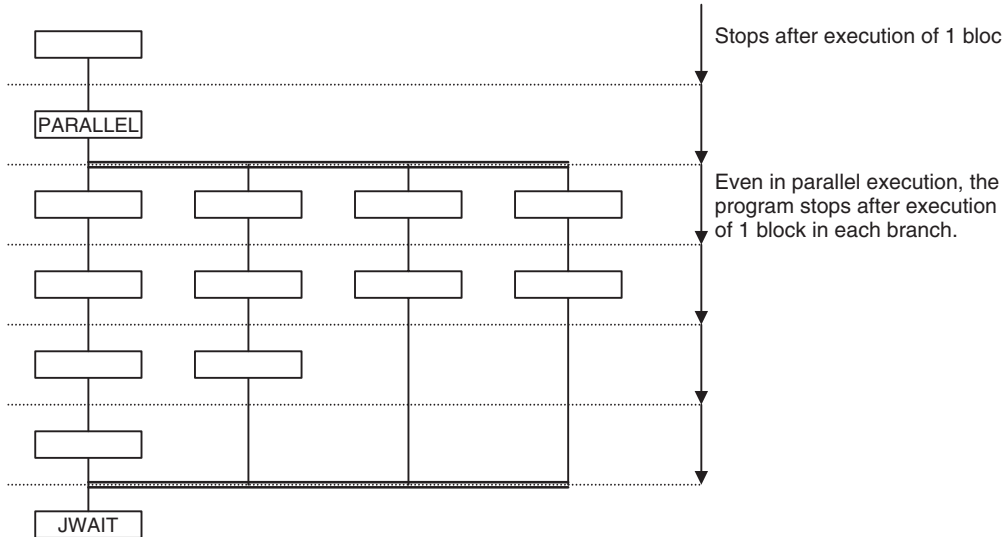 Stops after execution of 1 bloc
PARALLEL
Even in parallel execution, the
program stops after execution
of 1 block in each branch.
JWAIT